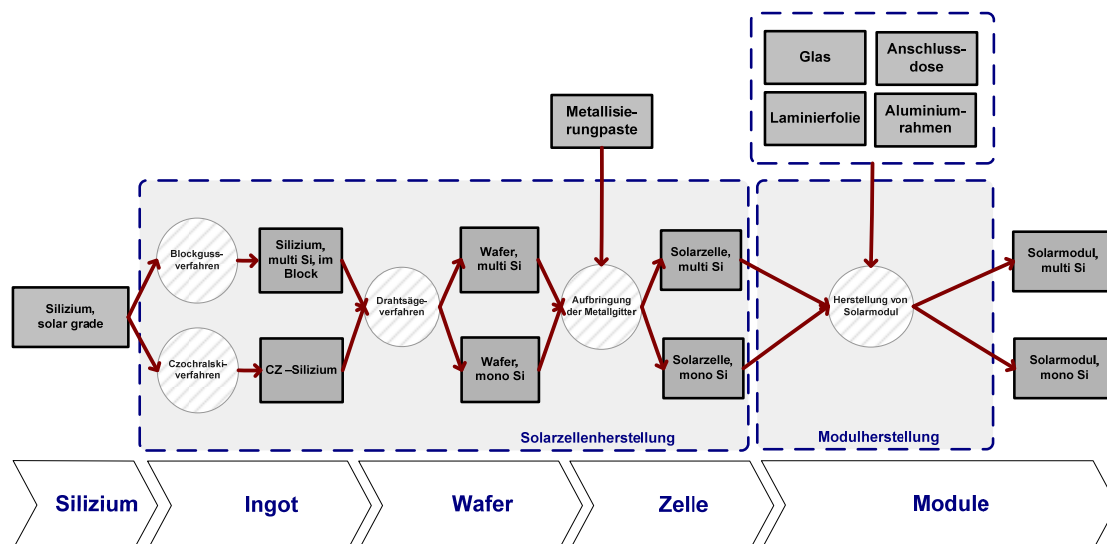 Glas
Anschluss-
dose
Laminierfolie
Aluminium-
rahmen
Metallisie-
rungpaste
Silizium,
solar grade
Blockguss-
verfahren
Silizium,
multi Si, im
Block
Czochralski-
verfahren
CZ –Silizium
Drahtsäge-
verfahren
Wafer,
multi Si
Wafer,
mono Si
Aufbringung
der Metallgitter
Solarzelle,
multi Si
Solarzelle,
mono Si
Herstellung von
Solarmodul
Solarmodul,
multi Si
Solarmodul,
mono Si
Solarzellenherstellung
Modulherstellung
Silizium
Ingot
Wafer
Zelle
Module